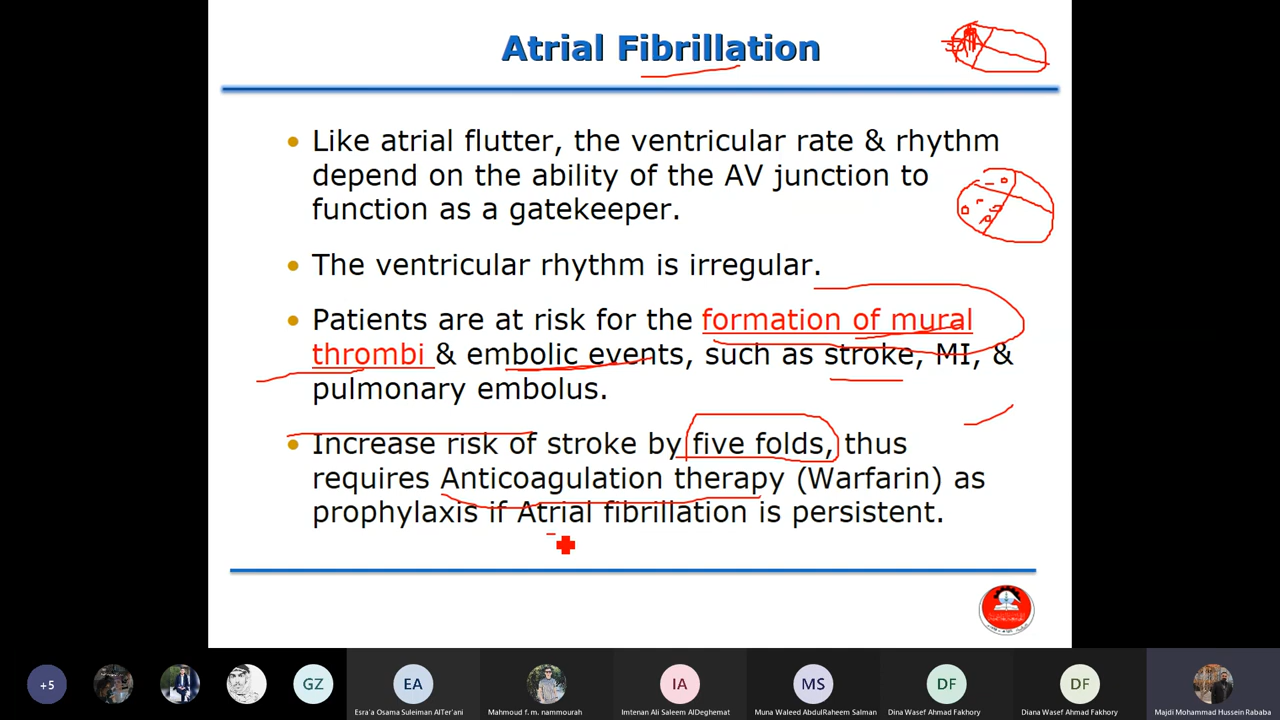 Atrial Fibrillation
Like atrial flutter, the ventricular rate & rhythm
depend on the ability of the AV junction to
function as a gatekeeper.
The ventricular rhythm is irregular.
Patients are at risk for the formation of mural
thrombi & embolic events, such as stroke, MI, &
pulmonary embolus.
Increase risk of stroke by five folds, thus
requires Anticoagulation therapy (Warfarin) as
prophylaxis if Atrial fibrillation is persistent.
+5
GZ
EA
IA
MS
DF
DF
Esra'a Osama Suleiman AlTer'ani
Mahmoud f. m. nammourah
Imtenan Ali Saleem AlDeghemat
Muna Waleed AbdulRaheem Salman
Dina Wasef Ahmad Fakhory
Diana Wasef Ahmad Fakhory
Majdi Mohammad Hussein Rababa